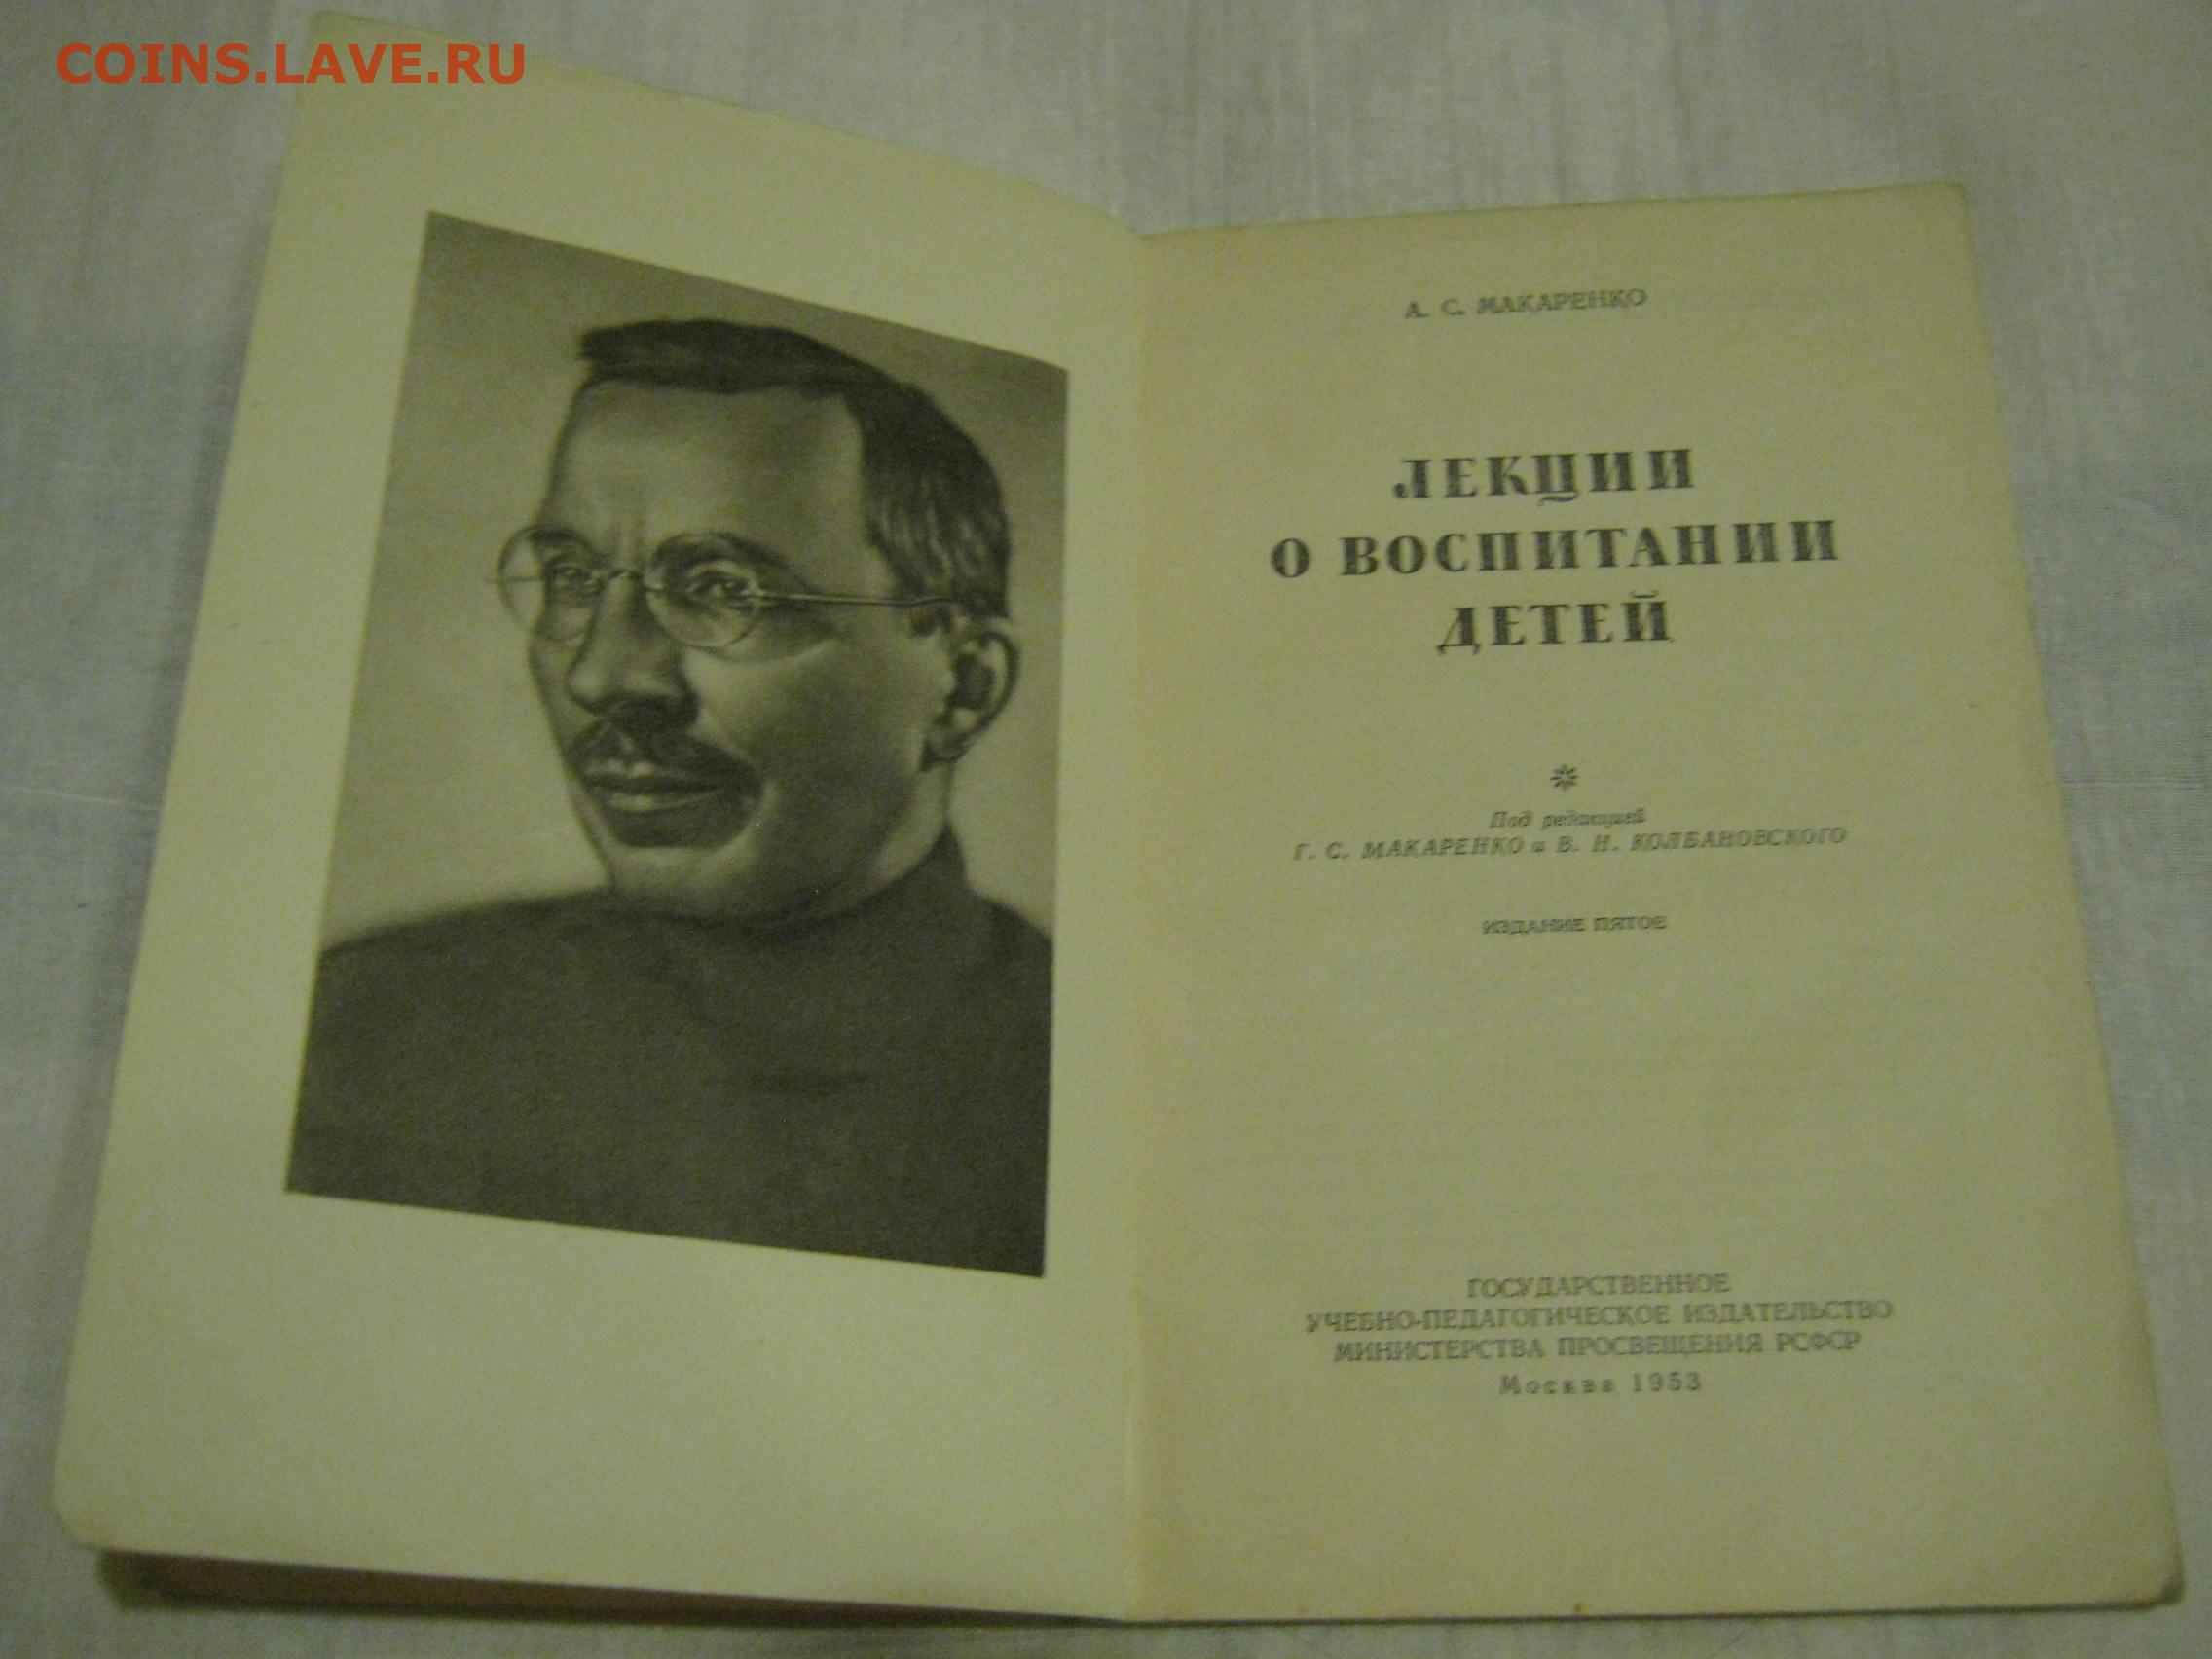 COINS.LAVE.RU
А. С. МАКАРЕНКО
ЛЕКЦИИ
О ВОСПИТАНИИ
ДЕТЕЙ
Под редакцией
Г. С. МАКАРЕНКО и В. Н. КОЛБАНОВСКОГО
ИЗДАНИЕ ПЯТОЕ
ГОСУДАРСТВЕННОЕ
УЧЕБНО-ПЕДАГОГИЧЕСКОЕ ИЗДАТЕЛЬСТВО
МИНИСТЕРСТВА ПРОСВЕЩЕНИЯ РСФСР
Москва 1953